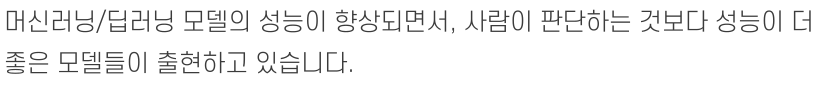 머신러닝/딥러닝 모델의 성능이 향상되면서, 사람이 판단하는 것보다 성능이 더
좋은 모델들이 출현하고 있습니다.